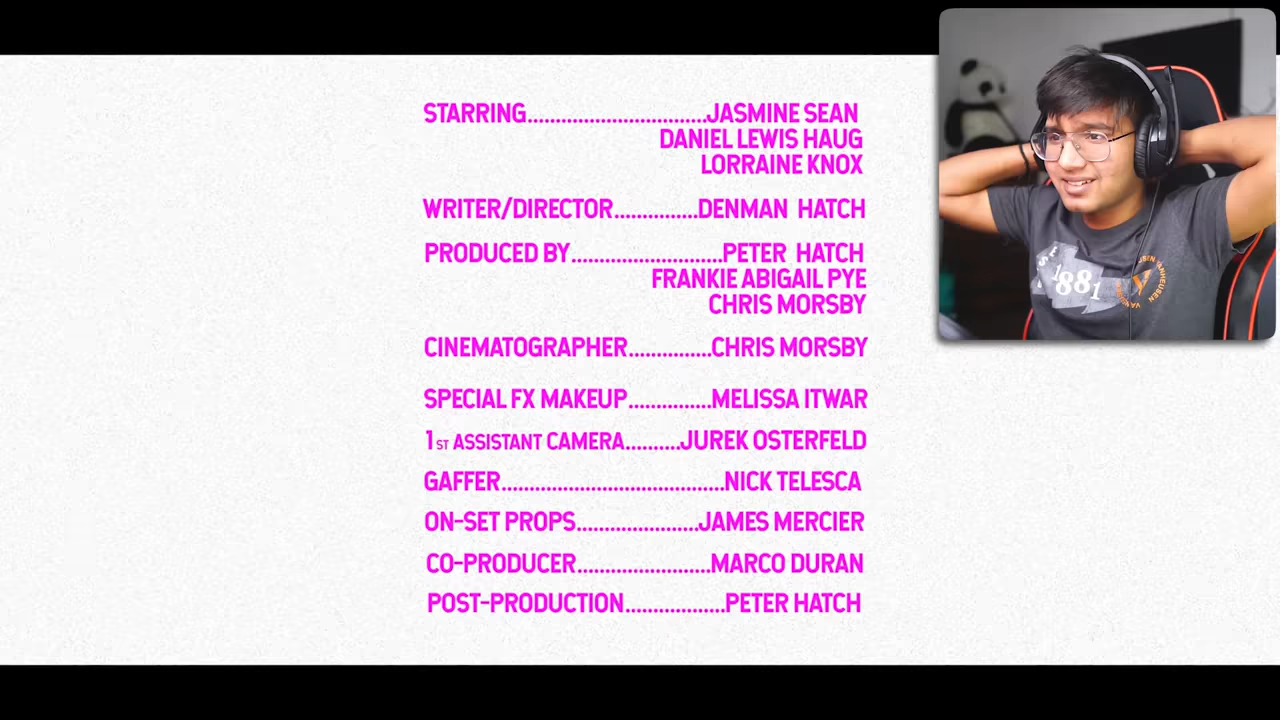 STARRING................................JASMINE SEAN
DANIEL LEWIS HAUG
LORRAINE KNOX
WRITER/DIRECTOR...............DENMAN HATCH
PRODUCED BY...........................PETER HATCH
FRANKIE ABIGAIL PYE
CHRIS MORSBY
CINEMATOGRAPHER...............CHRIS MORSBY
SPECIAL FX MAKEUP...............MELISSA ITWAR
1ST ASSISTANT CAMERA..........JUREK OSTERFELD
GAFFER........................................NICK TELESCA
ON-SET PROPS......................JAMES MERCIER
CO-PRODUCER........................MARCO DURAN
POST-PRODUCTION..................PETER HATCH
1881
V